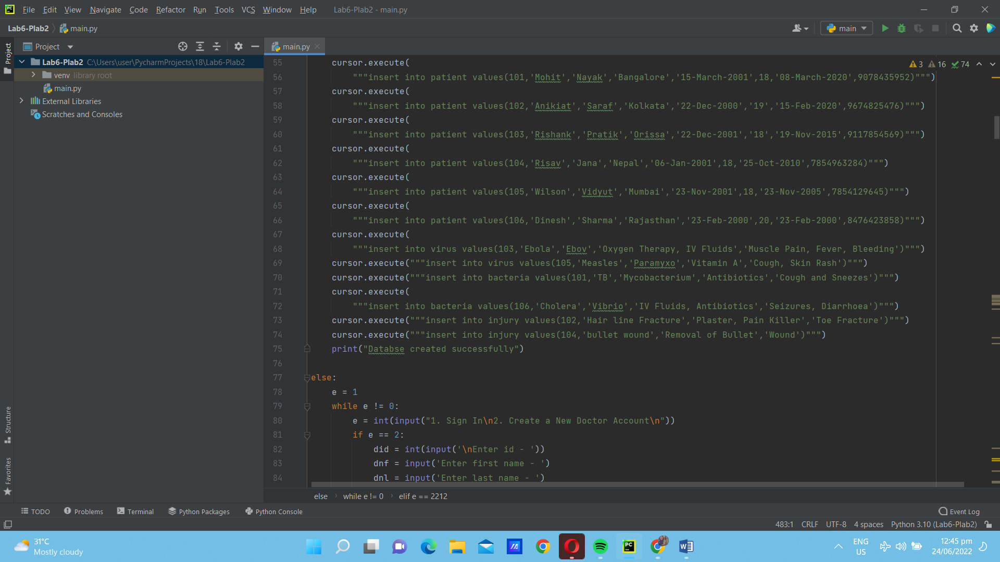 File Edit View Navigate Code Refactor Run Tools VCS Window Help Lab6-Plab2 - main.py
Lab6-Plab2 main.py main
Project
Project
main.py
Lab6-Plab2 C:\Users\user\PycharmProjects\18\Lab6-Plab2
venv library root
main.py
External Libraries
Scratches and Consoles
3 16 74
55 cursor.execute(
56 """insert into patient values(101,'Mohit','Nayak','Bangalore','15-March-2001',18,'08-March-2020',9078435952)""")
57 cursor.execute(
58 """insert into patient values(102,'Anikiat','Saraf','Kolkata','22-Dec-2000','19','15-Feb-2020',9674825476)""")
59 cursor.execute(
60 """insert into patient values(103,'Rishank','Pratik','Orissa','22-Dec-2001','18','19-Nov-2015',9117854569)""")
61 cursor.execute(
62 """insert into patient values(104,'Risav','Jana','Nepal','06-Jan-2001',18,'25-Oct-2010',7854963284)""")
63 cursor.execute(
64 """insert into patient values(105,'Wilson','Vidyut','Mumbai','23-Nov-2001',18,'23-Nov-2005',7854129645)""")
65 cursor.execute(
66 """insert into patient values(106,'Dinesh','Sharma','Rajasthan','23-Feb-2000',20,'23-Feb-2000',8476423858)""")
67 cursor.execute(
68 """insert into virus values(103,'Ebola','Ebov','Oxygen Therapy, IV Fluids','Muscle Pain, Fever, Bleeding')""")
69 cursor.execute("""insert into virus values(105,'Measles','Paramyxo','Vitamin A','Cough, Skin Rash')""")
70 cursor.execute("""insert into bacteria values(101,'TB','Mycobacterium','Antibiotics','Cough and Sneezes')""")
71 cursor.execute(
72 """insert into bacteria values(106,'Cholera','Vibrio','IV Fluids, Antibiotics','Seizures, Diarrhoea')""")
73 cursor.execute("""insert into injury values(102,'Hair line Fracture','Plaster, Pain Killer','Toe Fracture')""")
74 cursor.execute("""insert into injury values(104,'bullet wound','Removal of Bullet','Wound')""")
75 print("Databse created successfully")
76
77 else:
78 e = 1
79 while e != 0:
80 e = int(input("1. Sign In\n2. Create a New Doctor Account\n"))
81 if e == 2:
82 did = int(input('\nEnter id - '))
83 dnf = input('Enter first name - ')
84 dnl = input('Enter last name - ')
Structure
Favorites
else while e != 0 elif e == 2212
TODO Problems Terminal Python Packages Python Console Event Log
483:1 CRLF UTF-8 4 spaces Python 3.10 (Lab6-Plab2)
31°C
Mostly cloudy
ENG
US
12:45 pm
24/06/2022